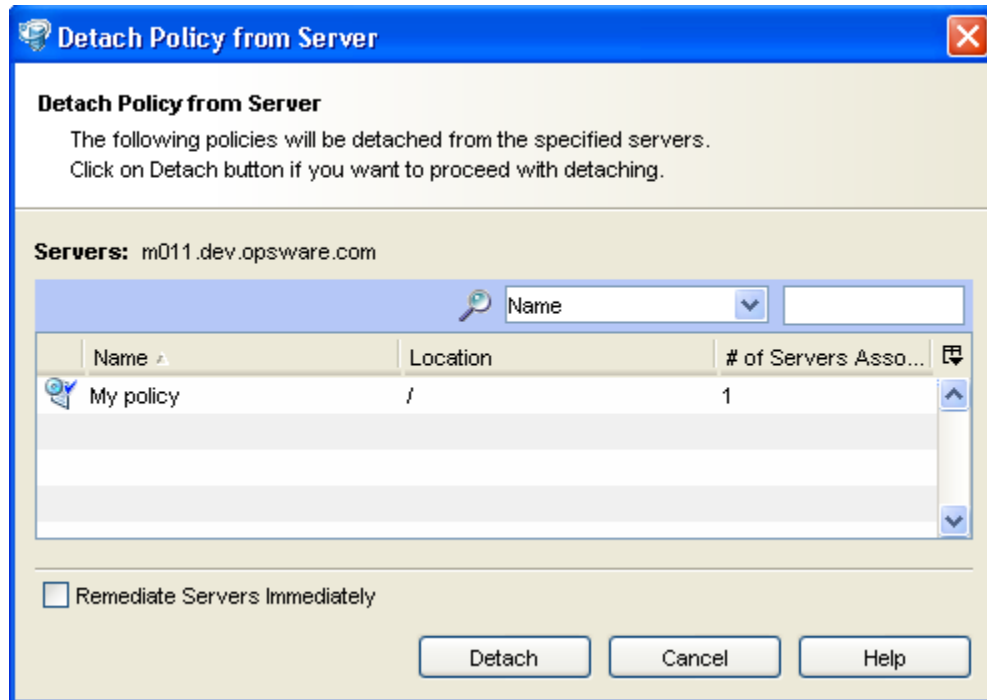 Detach Policy from Server
Detach Policy from Server
The following policies will be detached from the specified servers.
Click on Detach button if you want to proceed with detaching.
Servers: m011.dev.opsware.com
Name
Name Location # of Servers Asso...
My policy / 1
Remediate Servers Immediately
Detach Cancel Help